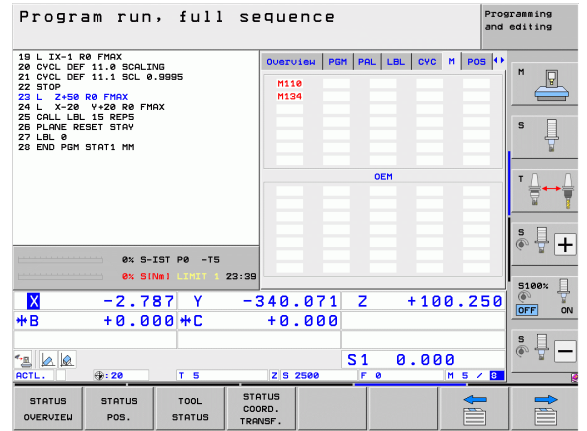 Program run, full sequence
Programming
and editing
19 L IX-1 R0 FMAX
20 CYCL DEF 11.0 SCALING
21 CYCL DEF 11.1 SCL 0.9995
22 STOP
23 L Z+50 R0 FMAX
24 L X-20 Y+20 R0 FMAX
25 CALL LBL 15 REP5
26 PLANE RESET STAY
27 LBL 0
28 END PGM STAT1 MM
Overview PGM PAL LBL CYC M POS
M110
M134
OEM
0% S-IST P0 -T5
0% S[Nm] LIMIT 1 23:39
X -2.787 Y -340.071 Z +100.250
B +0.000 C +0.000
S1 0.000
ACTL. : 20 T 5 Z S 2500 F 0 M 5 / 8
M
S
T
S
S100%
OFF ON
S
STATUS OVERVIEW
STATUS POS.
TOOL STATUS
STATUS COORD. TRANSF.